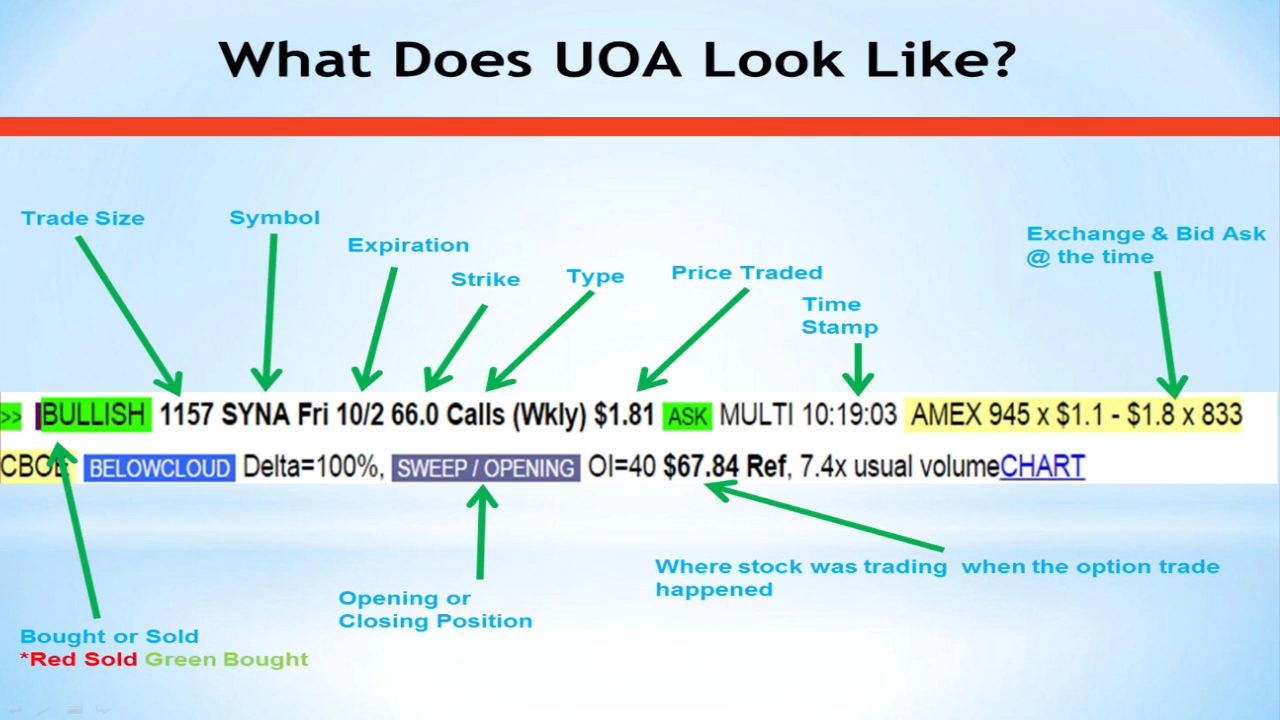 What Does UOA Look Like?
Trade Size
Symbol
Expiration
Strike
Type
Price Traded
Time
Stamp
Exchange & Bid Ask
@ the time
>> BULLISH 1157 SYNA Fri 10/2 66.0 Calls (Wkly) $1.81 ASK MULTI 10:19:03 AMEX 945 x $1.1 - $1.8 x 833
CBOE BELOWCLOUD Delta=100%, SWEEP / OPENING OI=40 $67.84 Ref, 7.4x usual volumeCHART
Where stock was trading when the option trade
happened
Opening or
Closing Position
Bought or Sold
*Red Sold Green Bought